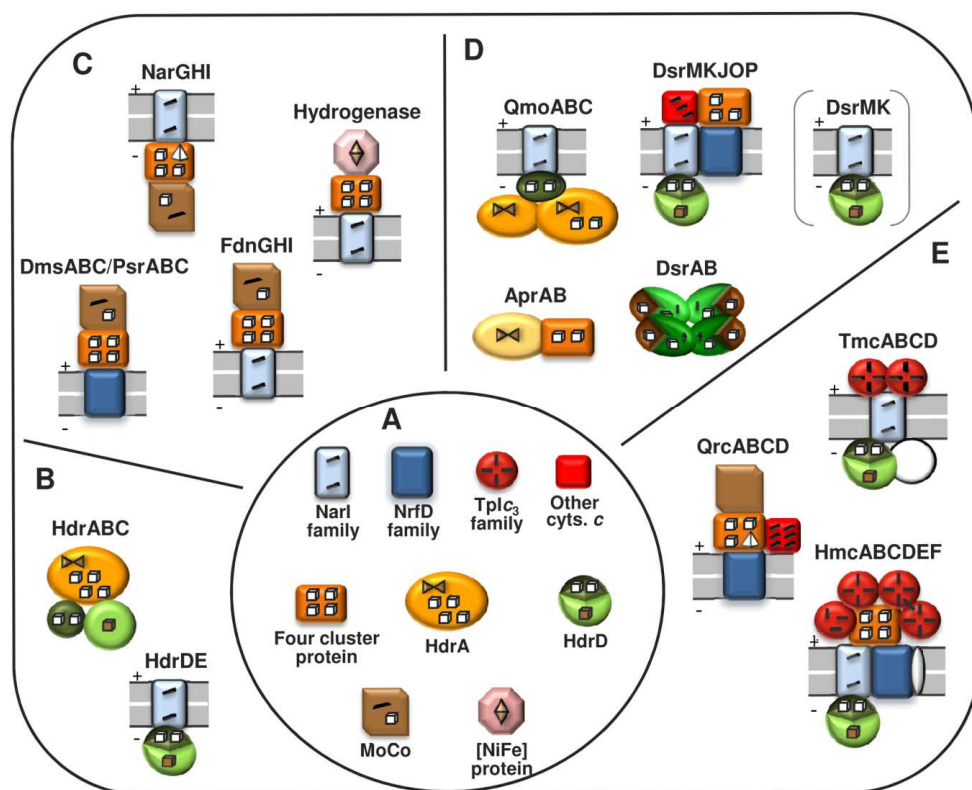 C
NarGHI
+
-
Hydrogenase
+
-
DmsABC/PsrABC
+
-
FdnGHI
+
-
D
QmoABC
+
-
DsrMKJOP
+
-
DsrMK
+
-
AprAB
DsrAB
E
TmcABCD
+
-
QrcABCD
+
-
HmcABCDEF
+
-
B
HdrABC
HdrDE
+
-
A
NarI
family
NrfD
family
TpIc3
family
Other
cyts. c
Four cluster
protein
HdrA
HdrD
MoCo
[NiFe]
protein